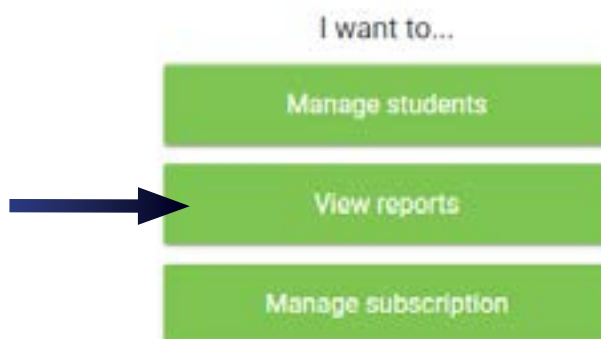 I want to...
Manage students
View reports
Manage subscription